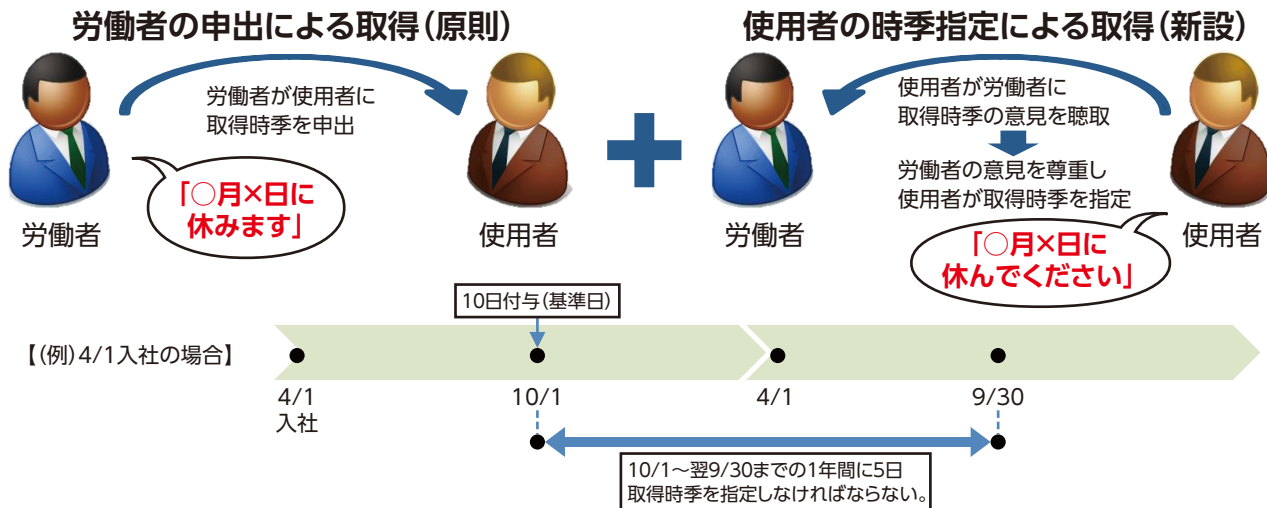 労働者の申出による取得(原則)
労働者が使用者に
取得時季を申出
「○月×日に
休みます」
労働者
使用者
使用者の時季指定による取得(新設)
使用者が労働者に
取得時季の意見を聴取
労働者の意見を尊重し
使用者が取得時季を指定
「○月×日に
休んでください」
労働者
使用者
10日付与(基準日)
【(例)4/1入社の場合】
4/1
入社
10/1
4/1
9/30
10/1～翌9/30までの1年間に5日
取得時季を指定しなければならない。